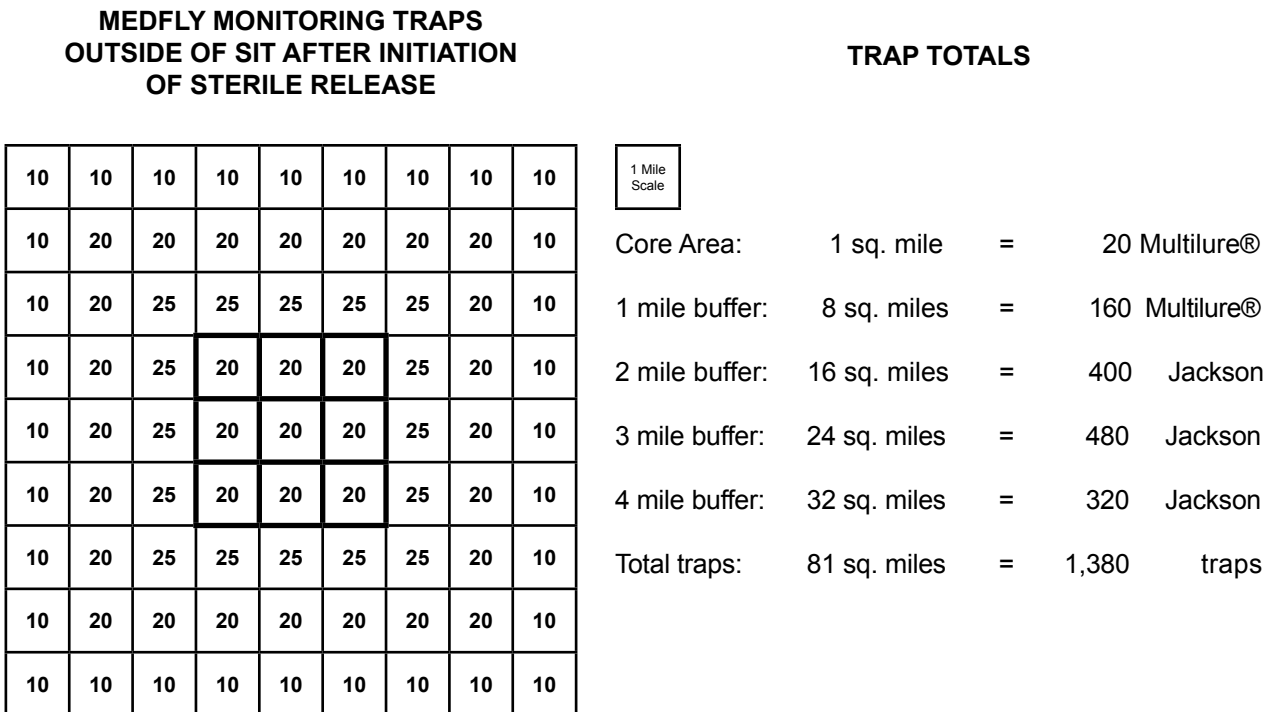 MEDFLY MONITORING TRAPS
OUTSIDE OF SIT AFTER INITIATION
OF STERILE RELEASE
TRAP TOTALS
10 10 10 10 10 10 10 10 10
10 20 20 20 20 20 20 20 10
10 20 25 25 25 25 25 20 10
10 20 25 20 20 20 25 20 10
10 20 25 20 20 20 25 20 10
10 20 25 20 20 20 25 20 10
10 20 25 25 25 25 25 20 10
10 20 20 20 20 20 20 20 10
10 10 10 10 10 10 10 10 10
1 Mile
Scale
Core Area: 1 sq. mile = 20 Multilure®
1 mile buffer: 8 sq. miles = 160 Multilure®
2 mile buffer: 16 sq. miles = 400 Jackson
3 mile buffer: 24 sq. miles = 480 Jackson
4 mile buffer: 32 sq. miles = 320 Jackson
Total traps: 81 sq. miles = 1,380 traps